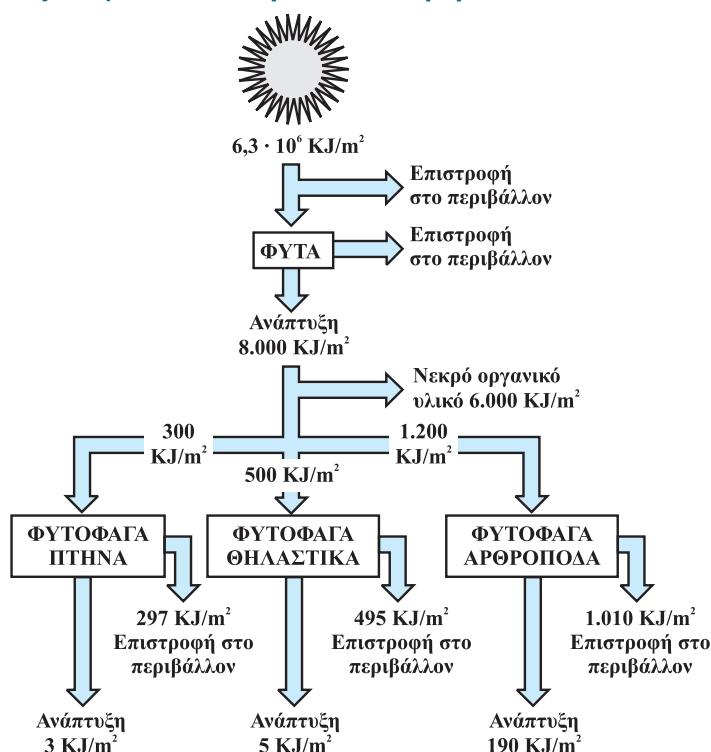 6,3 · 10⁶ KJ/m²
Επιστροφή
στο περιβάλλον
ΦΥΤΑ
Επιστροφή
στο περιβάλλον
Ανάπτυξη
8.000 KJ/m²
Νεκρό οργανικό
υλικό 6.000 KJ/m²
300
KJ/m²
500 KJ/m²
1.200
KJ/m²
ΦΥΤΟΦΑΓΑ
ΠΤΗΝΑ
ΦΥΤΟΦΑΓΑ
ΘΗΛΑΣΤΙΚΑ
ΦΥΤΟΦΑΓΑ
ΑΡΘΡΟΠΟΔΑ
297 KJ/m²
Επιστροφή στο
περιβάλλον
495 KJ/m²
Επιστροφή στο
περιβάλλον
1.010 KJ/m²
Επιστροφή στο
περιβάλλον
Ανάπτυξη
3 KJ/m²
Ανάπτυξη
5 KJ/m²
Ανάπτυξη
190 KJ/m²